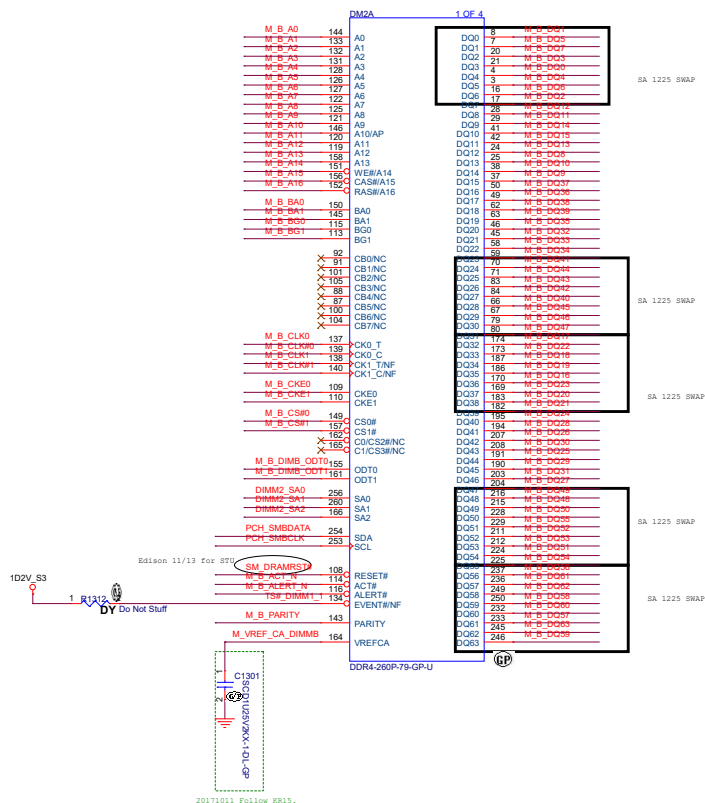 DM2A 1 OF 4
M_B_A0 144 A0
M_B_A1 133 A1
M_B_A2 132 A2
M_B_A3 131 A3
M_B_A4 128 A4
M_B_A5 126 A5
M_B_A6 127 A6
M_B_A7 122 A7
M_B_A8 125 A8
M_B_A9 121 A9
M_B_A10 146 A10/AP
M_B_A11 120 A11
M_B_A12 119 A12
M_B_A13 158 A13
M_B_A14 151 WE#/A14
M_B_A15 156 CAS#/A15
M_B_A16 152 RAS#/A16
M_B_BA0 150 BA0
M_B_BA1 145 BA1
M_B_BG0 115 BG0
M_B_BG1 113 BG1
92 CB0/NC
91 CB1/NC
101 CB2/NC
105 CB3/NC
88 CB4/NC
87 CB5/NC
100 CB6/NC
104 CB7/NC
M_B_CLK0 137 CK0_T
M_B_CLK#0 139 CK0_C
M_B_CLK1 138 CK1_T/NF
M_B_CLK#1 140 CK1_C/NF
M_B_CKE0 109 CKE0
M_B_CKE1 110 CKE1
M_B_CS#0 149 CS0#
M_B_CS#1 157 CS1#
162 C0/CS2#/NC
165 C1/CS3#/NC
M_B_DIMB_ODT0 155 ODT0
M_B_DIMB_ODT1 161 ODT1
DIMM2_SA0 256 SA0
DIMM2_SA1 260 SA1
DIMM2_SA2 166 SA2
PCH_SMBDATA 254 SDA
PCH_SMBCLK 253 SCL
Edison 11/13 for STU
SM_DRAMRST# 108 RESET#
M_B_ACT_N 114 ACT#
M_B_ALERT_N 116 ALERT#
TS#_DIMM1_1 134 EVENT#/NF
1D2V_S3
1 R1312
DY Do Not Stuff
M_B_PARITY 143 PARITY
M_VREF_CA_DIMMB 164 VREFCA
DQ0 8 M_B_DQ1
DQ1 7 M_B_DQ5
DQ2 20 M_B_DQ7
DQ3 21 M_B_DQ3
DQ4 4 M_B_DQ0
DQ5 3 M_B_DQ4
DQ6 16 M_B_DQ6
DQ7 17 M_B_DQ2
SA 1225 SWAP
DQ8 28 M_B_DQ12
DQ9 29 M_B_DQ11
DQ10 41 M_B_DQ14
DQ11 42 M_B_DQ15
DQ12 24 M_B_DQ13
DQ13 25 M_B_DQ8
DQ14 38 M_B_DQ10
DQ15 37 M_B_DQ9
DQ16 50 M_B_DQ37
DQ17 49 M_B_DQ36
DQ18 62 M_B_DQ38
DQ19 63 M_B_DQ39
DQ20 46 M_B_DQ35
DQ21 45 M_B_DQ32
DQ22 58 M_B_DQ33
DQ23 59 M_B_DQ34
DQ24 70 M_B_DQ41
DQ25 71 M_B_DQ44
DQ26 83 M_B_DQ43
DQ27 84 M_B_DQ42
DQ28 66 M_B_DQ40
DQ29 67 M_B_DQ45
DQ30 79 M_B_DQ46
80 M_B_DQ47
SA 1225 SWAP
DQ32 174 M_B_DQ17
DQ33 173 M_B_DQ22
DQ34 187 M_B_DQ18
DQ35 186 M_B_DQ19
DQ36 170 M_B_DQ16
DQ37 169 M_B_DQ23
DQ38 183 M_B_DQ20
DQ39 182 M_B_DQ21
SA 1225 SWAP
DQ40 195 M_B_DQ24
DQ41 194 M_B_DQ28
DQ42 207 M_B_DQ26
DQ43 208 M_B_DQ30
DQ44 191 M_B_DQ25
DQ45 190 M_B_DQ29
DQ46 203 M_B_DQ31
DQ47 204 M_B_DQ27
DQ48 216 M_B_DQ49
DQ49 215 M_B_DQ48
DQ50 228 M_B_DQ50
DQ51 229 M_B_DQ55
DQ52 211 M_B_DQ52
DQ53 212 M_B_DQ53
DQ54 224 M_B_DQ51
225 M_B_DQ54
SA 1225 SWAP
DQ56 237 M_B_DQ56
DQ57 236 M_B_DQ61
DQ58 249 M_B_DQ62
DQ59 250 M_B_DQ58
DQ60 232 M_B_DQ60
DQ61 233 M_B_DQ57
DQ62 245 M_B_DQ63
DQ63 246 M_B_DQ59
SA 1225 SWAP
GP
DDR4-260P-79-GP-U
1
2
C1301
SCD1U25V2KX-1-DL-GP
20171011 Follow KR15.